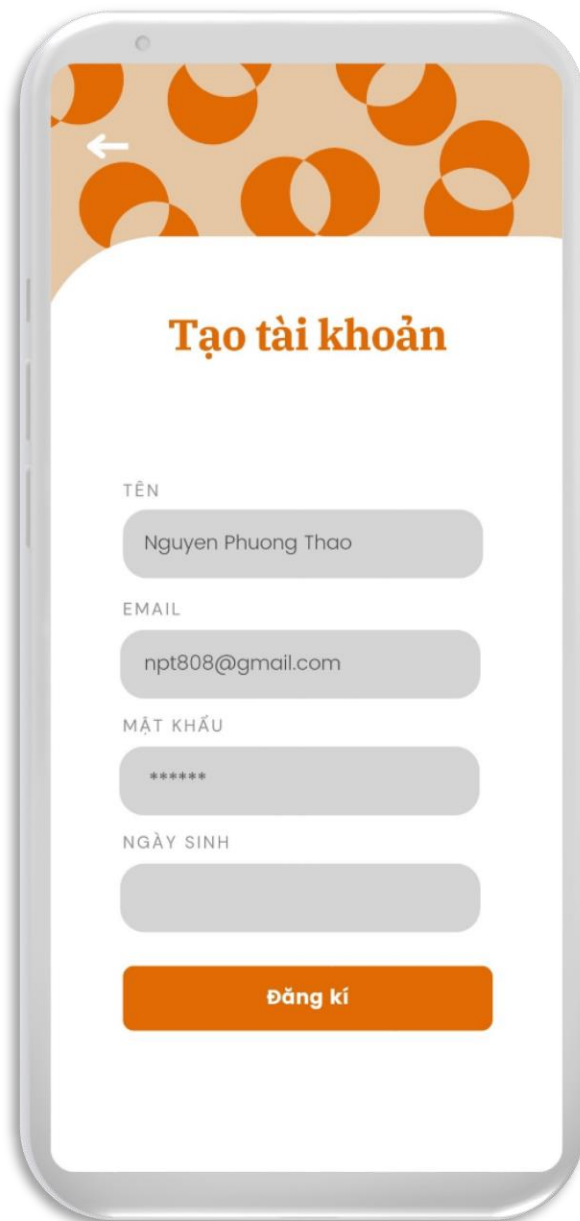 Tạo tài khoản
TÊN
Nguyen Phuong Thao
EMAIL
npt808@gmail.com
MẬT KHẨU
******
NGÀY SINH
Đăng kí